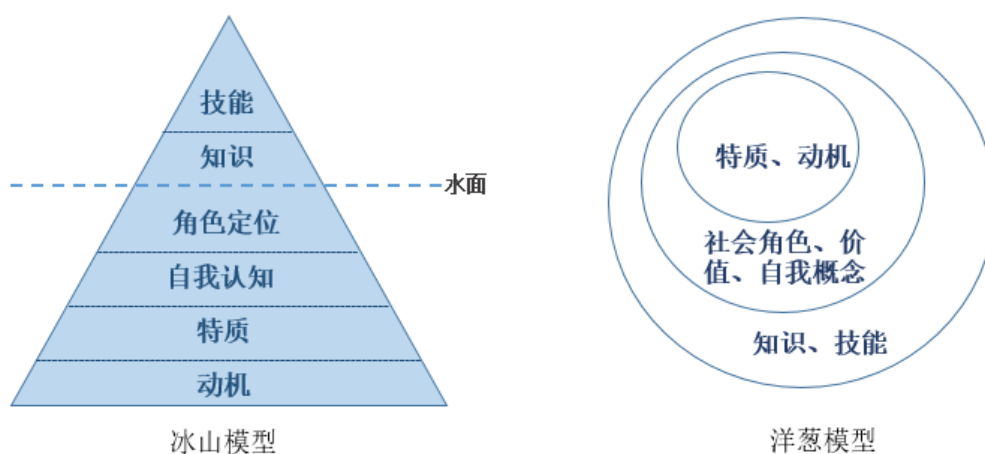 技能
知识
水面
角色定位
自我认知
特质
动机
冰山模型
特质、动机
社会角色、价
值、自我概念
知识、技能
洋葱模型